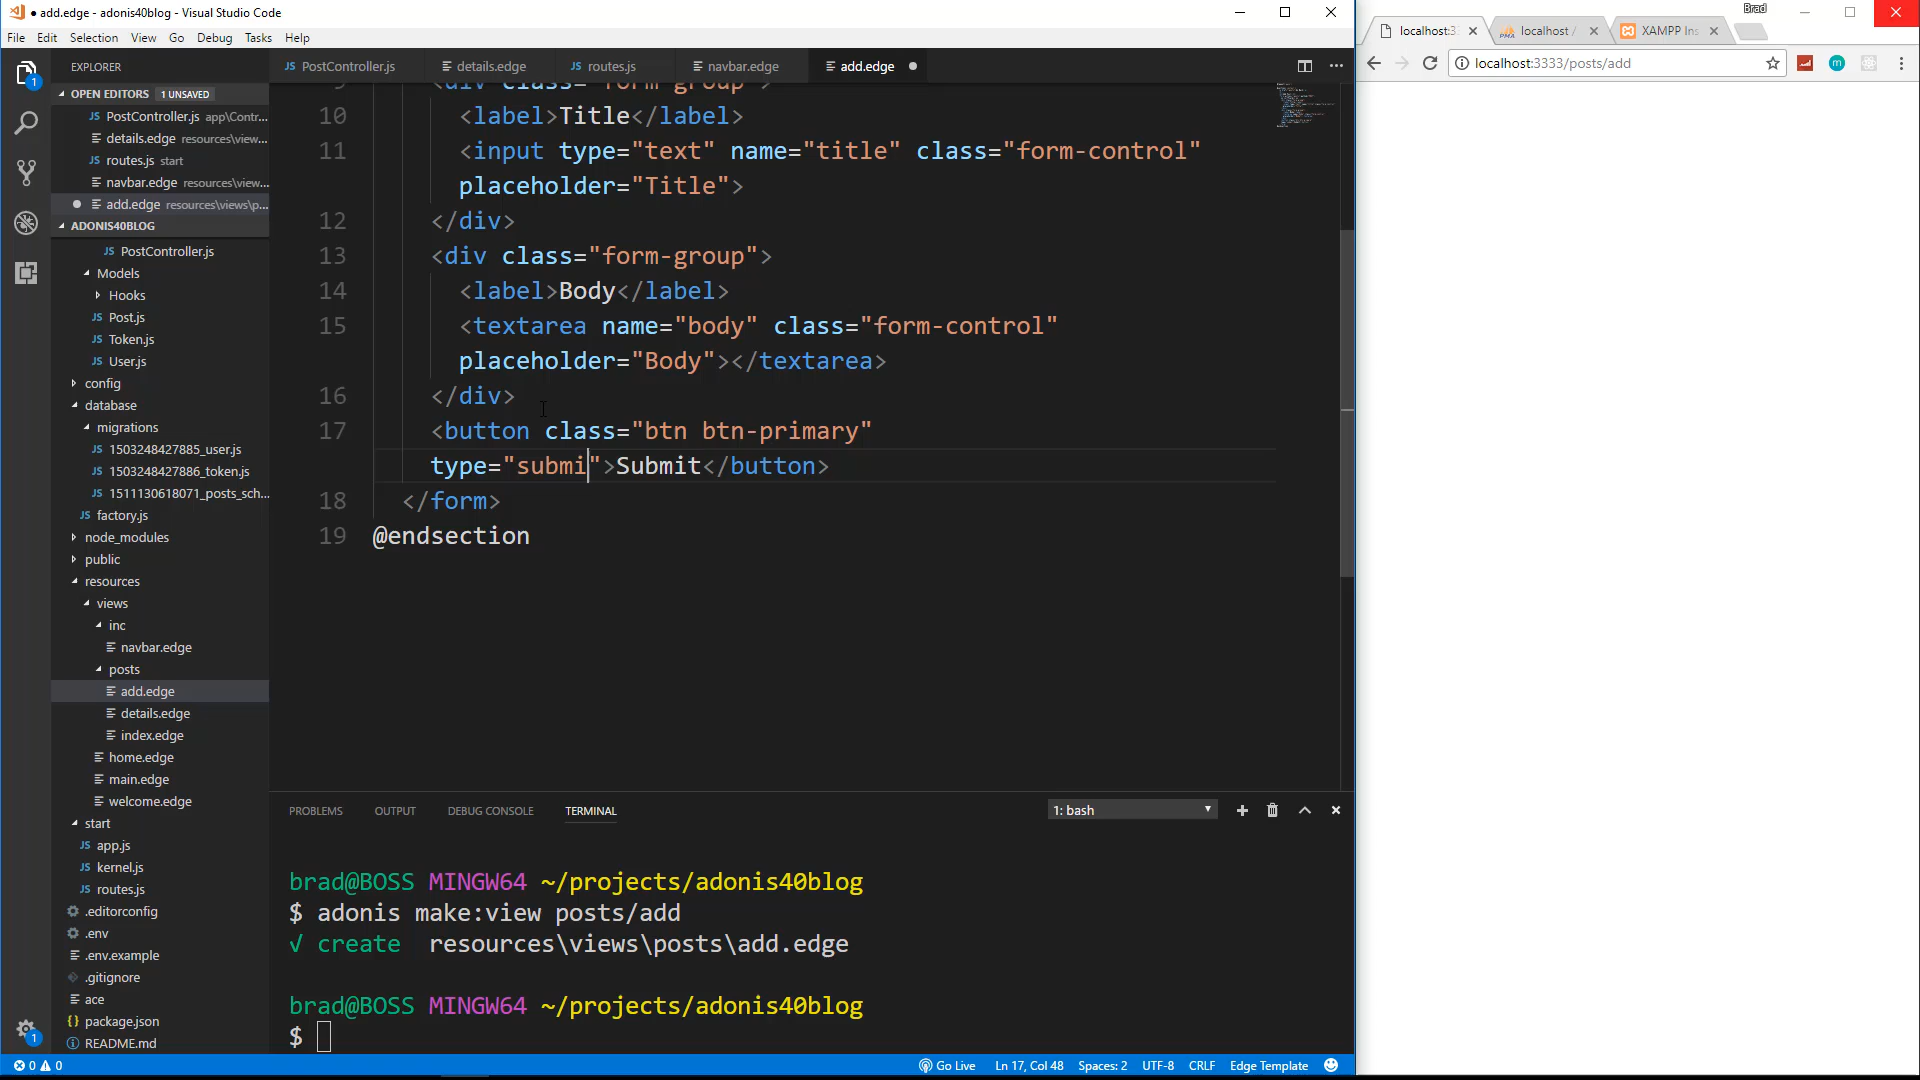 add.edge - adonis40blog - Visual Studio Code
File Edit Selection View Go Debug Tasks Help
EXPLORER
OPEN EDITORS 1 UNSAVED
PostController.js app\Contr...
details.edge resources\view...
routes.js start
navbar.edge resources\view...
add.edge resources\views\p...
ADONIS40BLOG
PostController.js
Models
Hooks
Post.js
Token.js
User.js
config
database
migrations
1503248427885_user.js
1503248427886_token.js
1511130618071_posts_sch...
factory.js
node_modules
public
resources
views
inc
navbar.edge
posts
add.edge
details.edge
index.edge
home.edge
main.edge
welcome.edge
start
app.js
kernel.js
routes.js
.editorconfig
.env
.env.example
.gitignore
ace
package.json
README.md
PostController.js details.edge routes.js navbar.edge add.edge
9 <div class="form-group">
10 <label>Title</label>
11 <input type="text" name="title" class="form-control"
placeholder="Title">
12 </div>
13 <div class="form-group">
14 <label>Body</label>
15 <textarea name="body" class="form-control"
placeholder="Body"></textarea>
16 </div>
17 <button class="btn btn-primary"
type="submi">Submit</button>
18 </form>
19 @endsection
PROBLEMS OUTPUT DEBUG CONSOLE TERMINAL 1: bash
brad@BOSS MINGW64 ~/projects/adonis40blog
$ adonis make:view posts/add
√ create resources\views\posts\add.edge
brad@BOSS MINGW64 ~/projects/adonis40blog
$
0 0 Go Live Ln 17, Col 48 Spaces: 2 UTF-8 CRLF Edge Template
Brad
localhost:3 localhost / XAMPP Ins
localhost:3333/posts/add